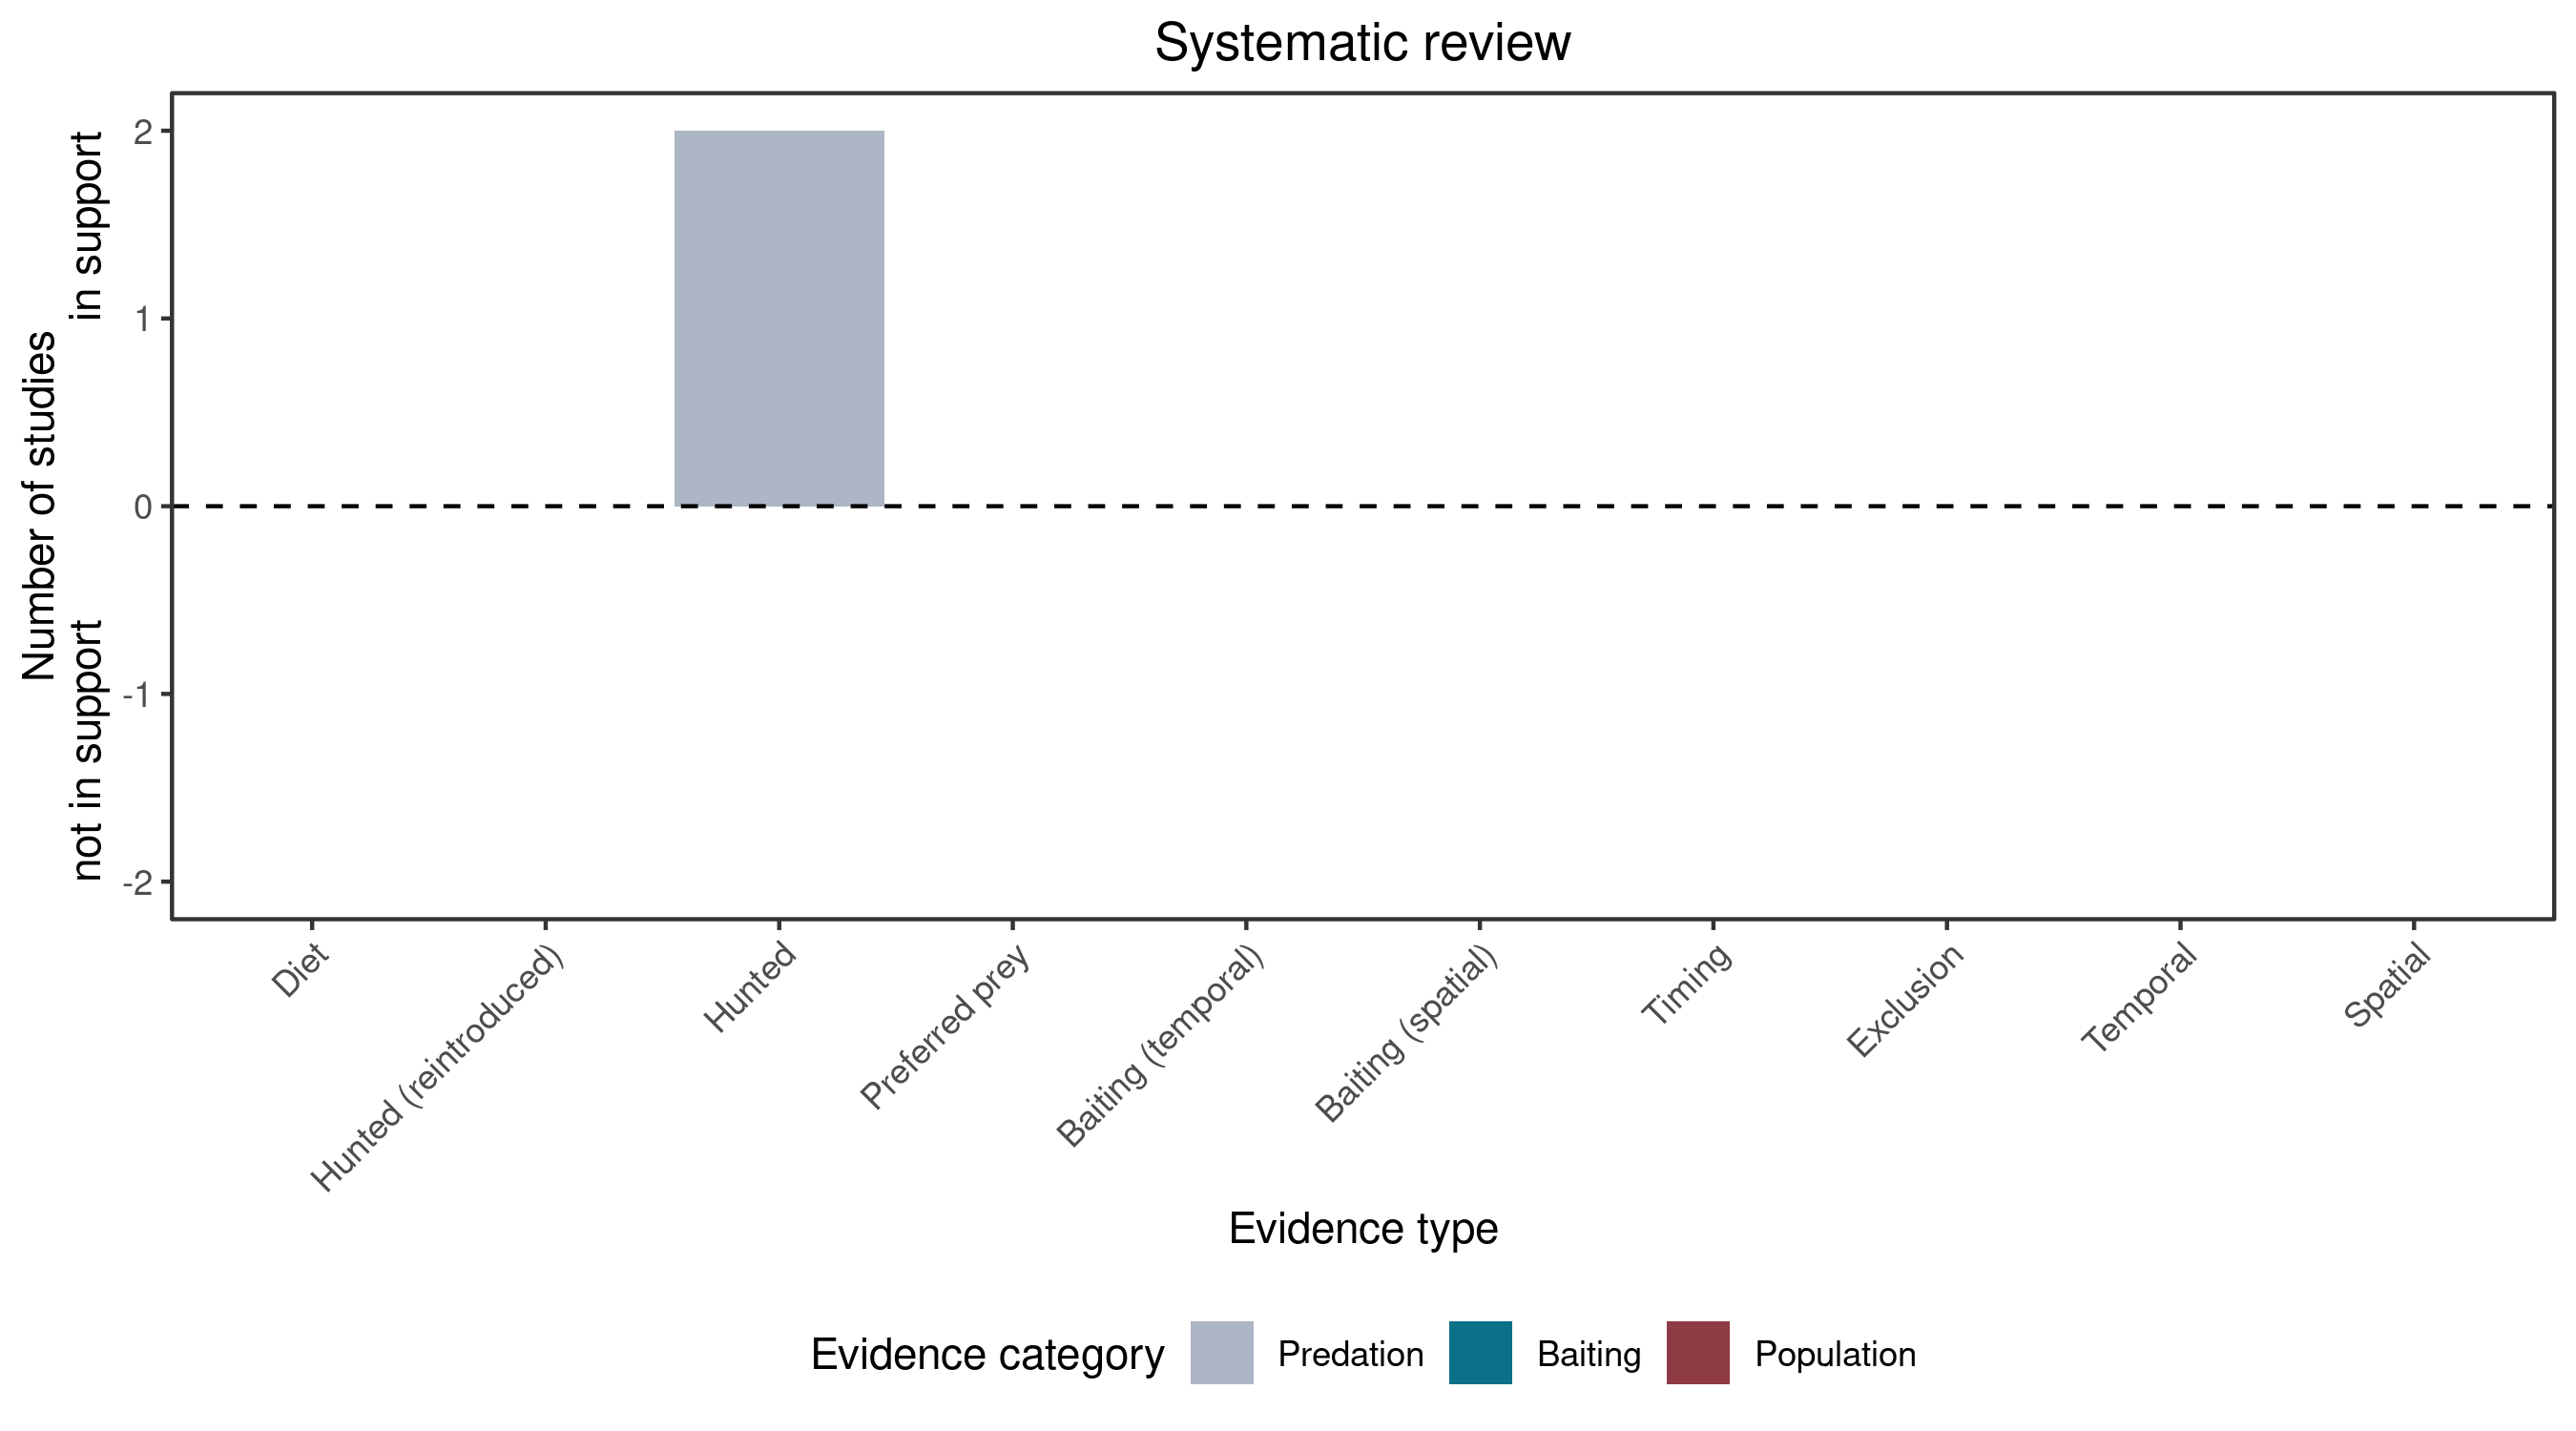 Systematic review
Number of studies
in support
not in support
2
1
0
-1
-2
Diet
Hunted (reintroduced)
Hunted
Preferred prey
Baiting (temporal)
Baiting (spatial)
Timing
Exclusion
Temporal
Spatial
Evidence type
Evidence category
Predation
Baiting
Population